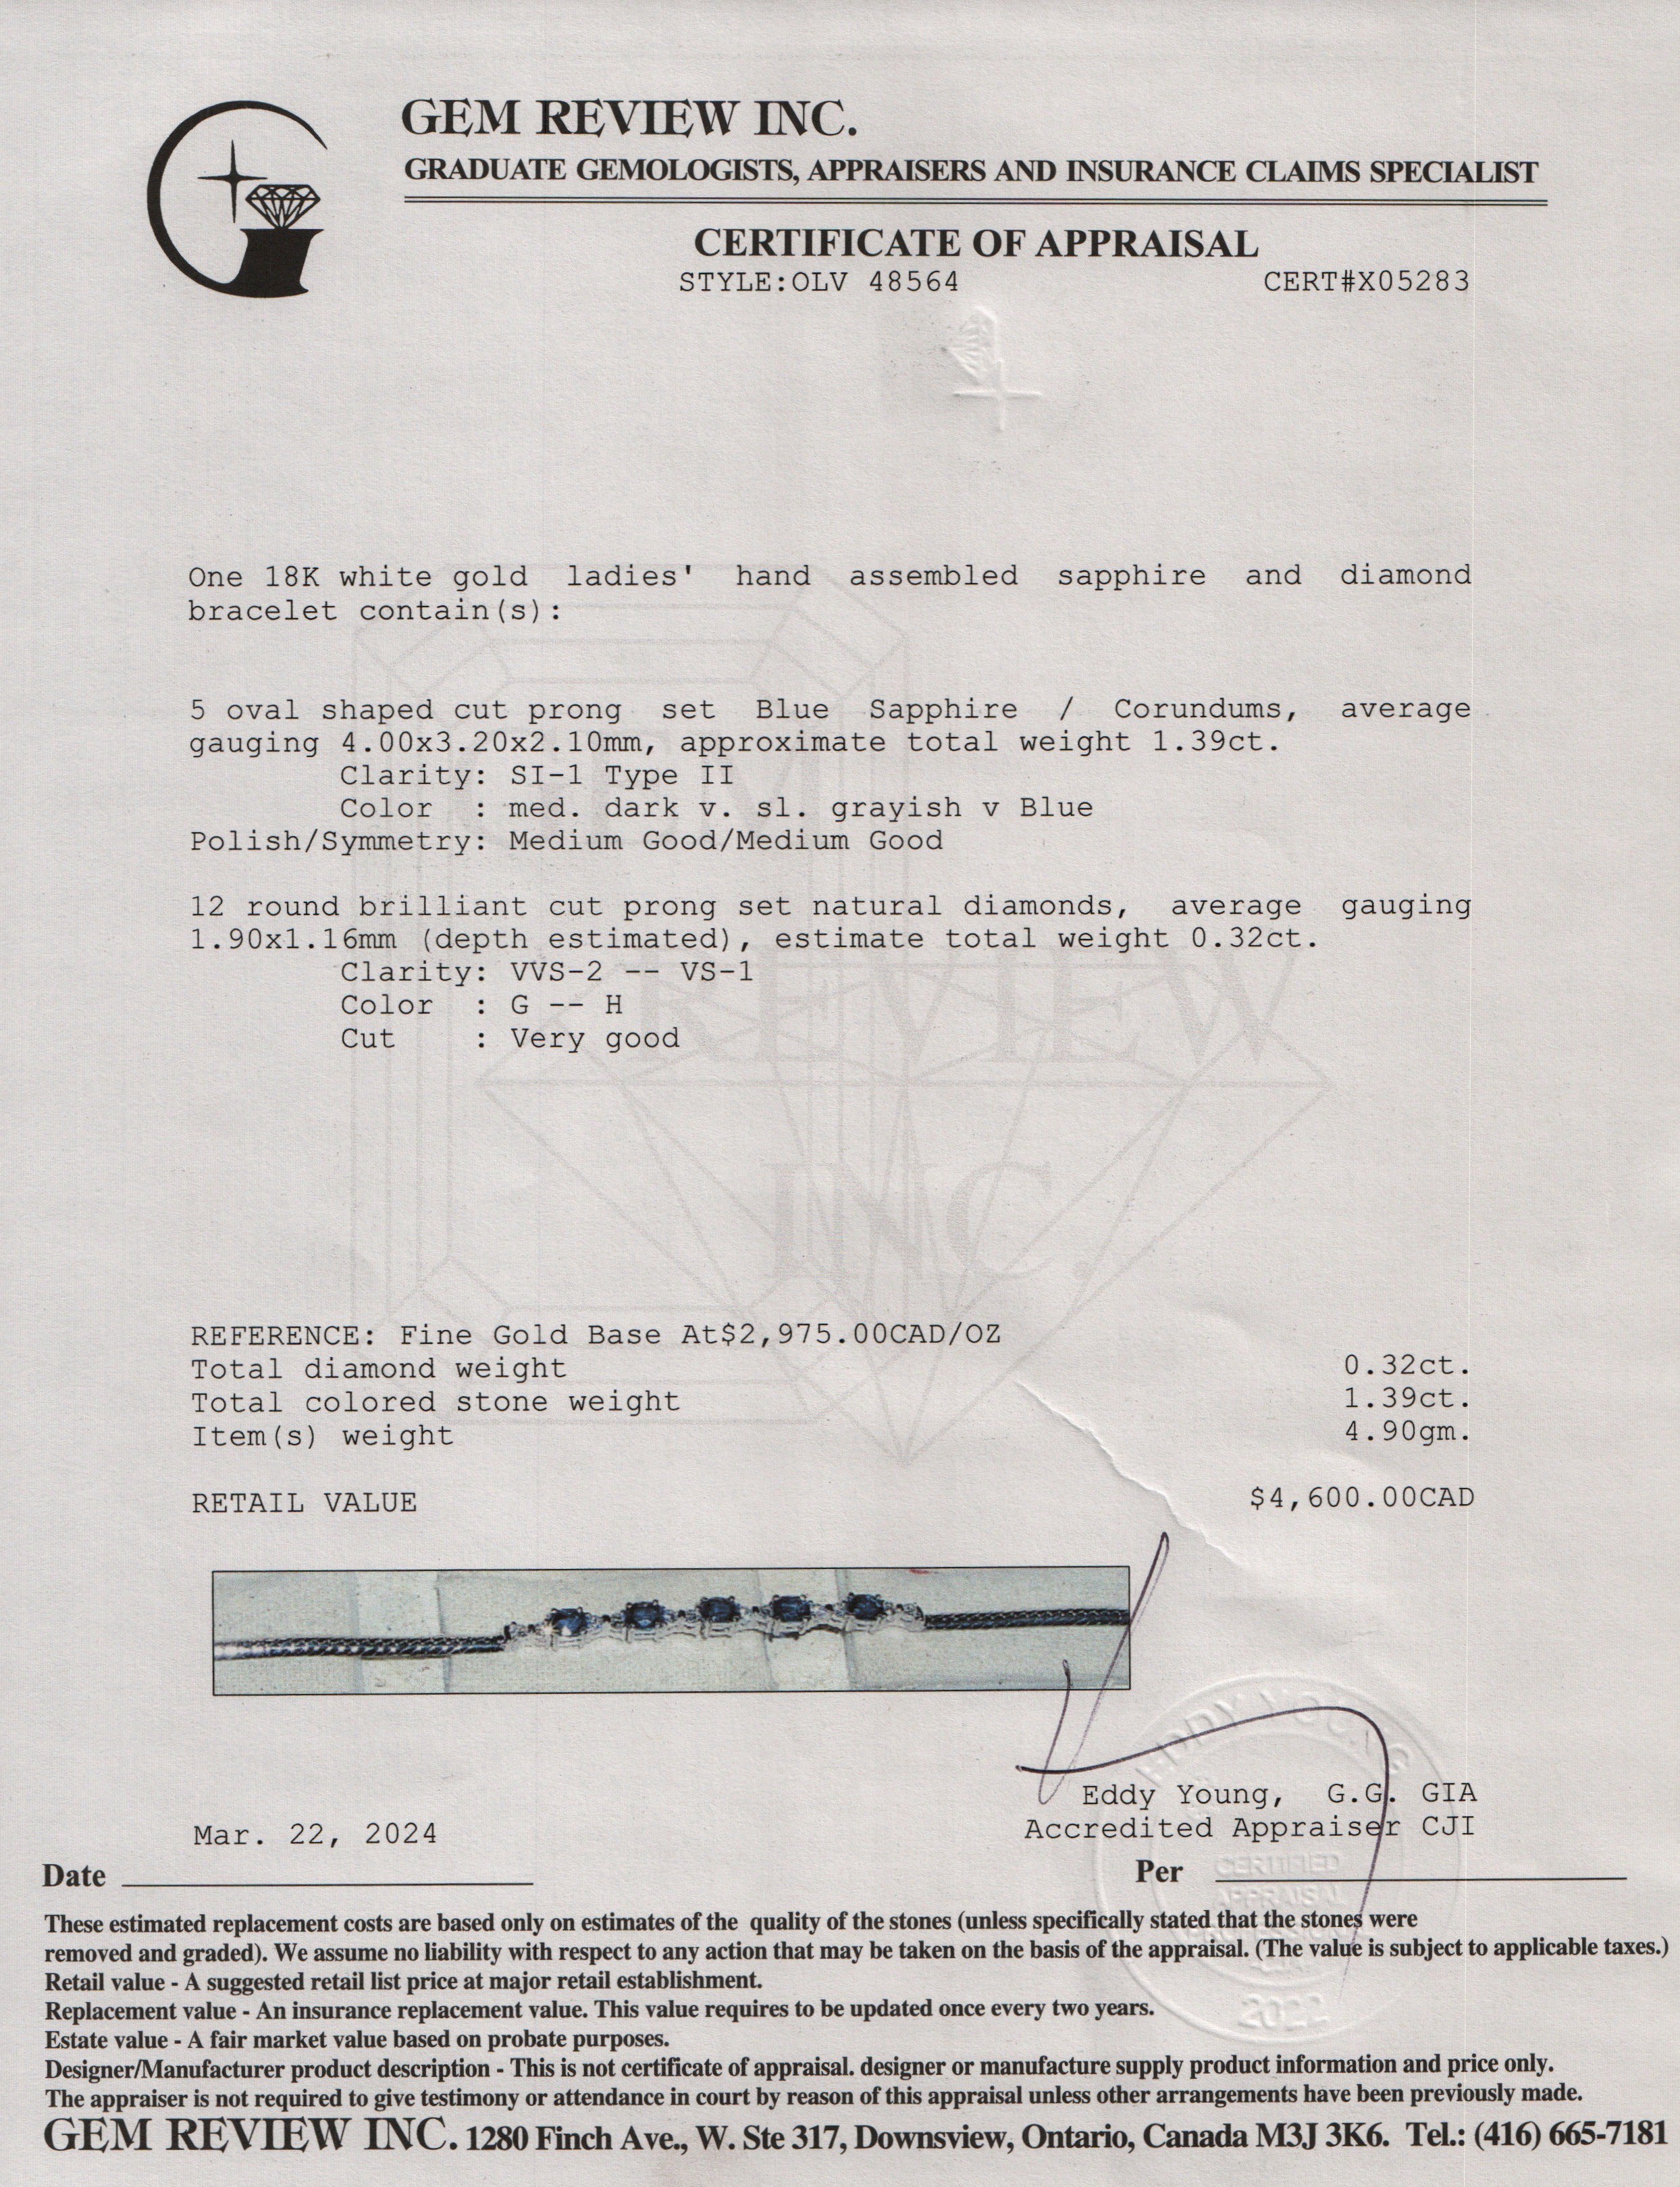 GEM REVIEW INC.
GRADUATE GEMOLOGISTS, APPRAISERS AND INSURANCE CLAIMS SPECIALIST
CERTIFICATE OF APPRAISAL
STYLE:OLV 48564 CERT#X05283
One 18K white gold ladies' hand assembled sapphire and diamond
bracelet contain(s):
5 oval shaped cut prong set Blue Sapphire / Corundums, average
gauging 4.00x3.20x2.10mm, approximate total weight 1.39ct.
Clarity: SI-1 Type II
Color : med. dark v. sl. grayish v Blue
Polish/Symmetry: Medium Good/Medium Good
12 round brilliant cut prong set natural diamonds, average gauging
1.90x1.16mm (depth estimated), estimate total weight 0.32ct.
Clarity: VVS-2 -- VS-1
Color : G -- H
Cut : Very good
REVIEW
INC.
REFERENCE: Fine Gold Base At$2,975.00CAD/OZ
Total diamond weight 0.32ct.
Total colored stone weight 1.39ct.
Item(s) weight 4.90gm.
RETAIL VALUE $4,600.00CAD
EDDY YOUNG
Eddy Young, G.G. GIA
Accredited Appraiser CJI
Mar. 22, 2024
Date Per
CERTIFIED
APPRAISAL
2022
These estimated replacement costs are based only on estimates of the quality of the stones (unless specifically stated that the stones were
removed and graded). We assume no liability with respect to any action that may be taken on the basis of the appraisal. (The value is subject to applicable taxes.)
Retail value - A suggested retail list price at major retail establishment.
Replacement value - An insurance replacement value. This value requires to be updated once every two years.
Estate value - A fair market value based on probate purposes.
Designer/Manufacturer product description - This is not certificate of appraisal. designer or manufacture supply product information and price only.
The appraiser is not required to give testimony or attendance in court by reason of this appraisal unless other arrangements have been previously made.
GEM REVIEW INC. 1280 Finch Ave., W. Ste 317, Downsview, Ontario, Canada M3J 3K6. Tel.: (416) 665-7181